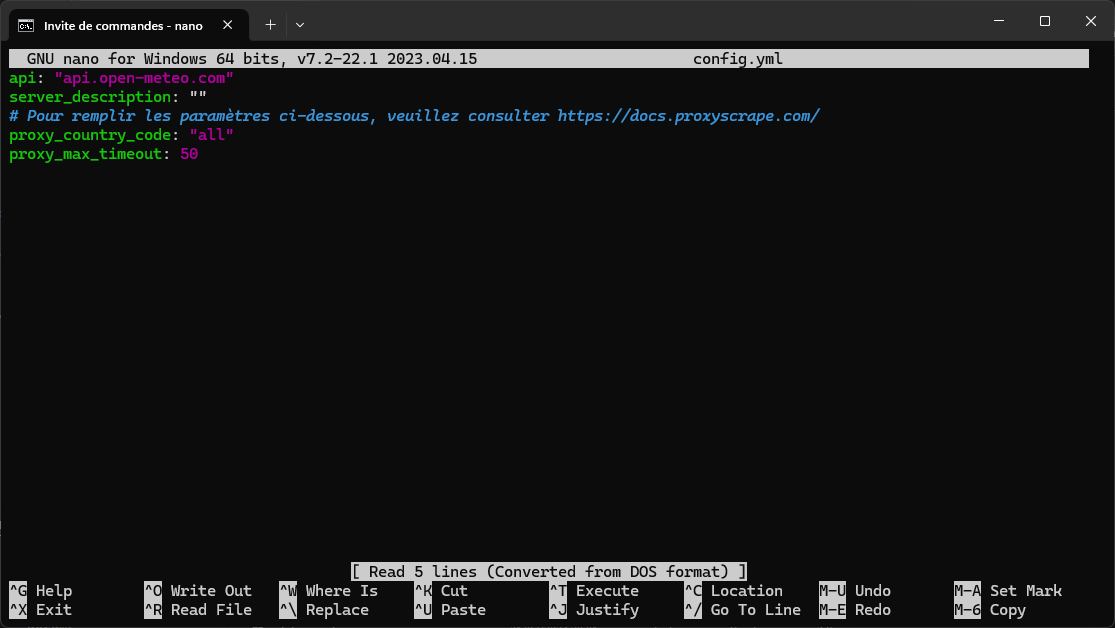 Invite de commandes - nano
GNU nano for Windows 64 bits, v7.2-22.1 2023.04.15 config.yml
api: "api.open-meteo.com"
server_description: ""
# Pour remplir les paramètres ci-dessous, veuillez consulter https://docs.proxyscrape.com/
proxy_country_code: "all"
proxy_max_timeout: 50
[ Read 5 lines (Converted from DOS format) ]
^G Help ^O Write Out ^W Where Is ^K Cut ^T Execute ^C Location M-U Undo M-A Set Mark
^X Exit ^R Read File ^\ Replace ^U Paste ^J Justify ^/ Go To Line M-E Redo M-6 Copy